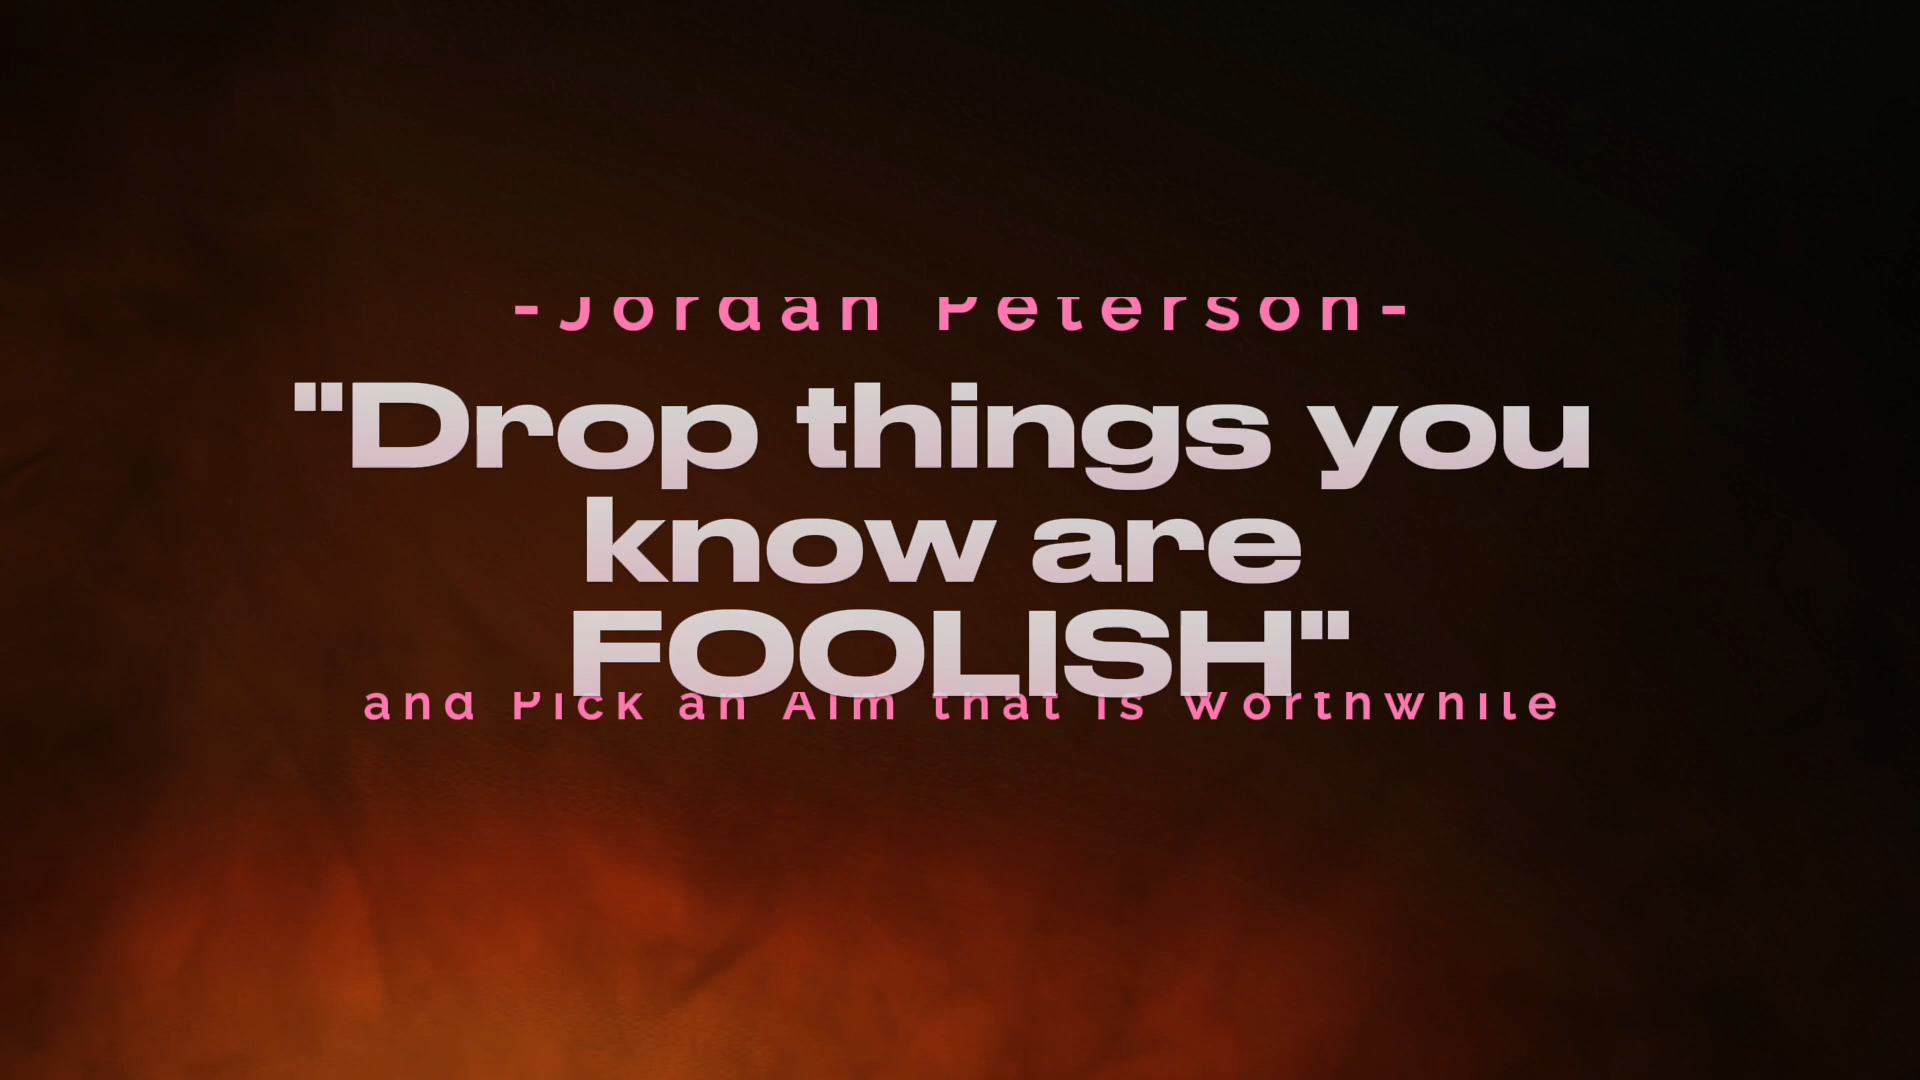 -Jordan Peterson-
"Drop things you
know are
FOOLISH"
and Pick an Aim that is Worthwhile